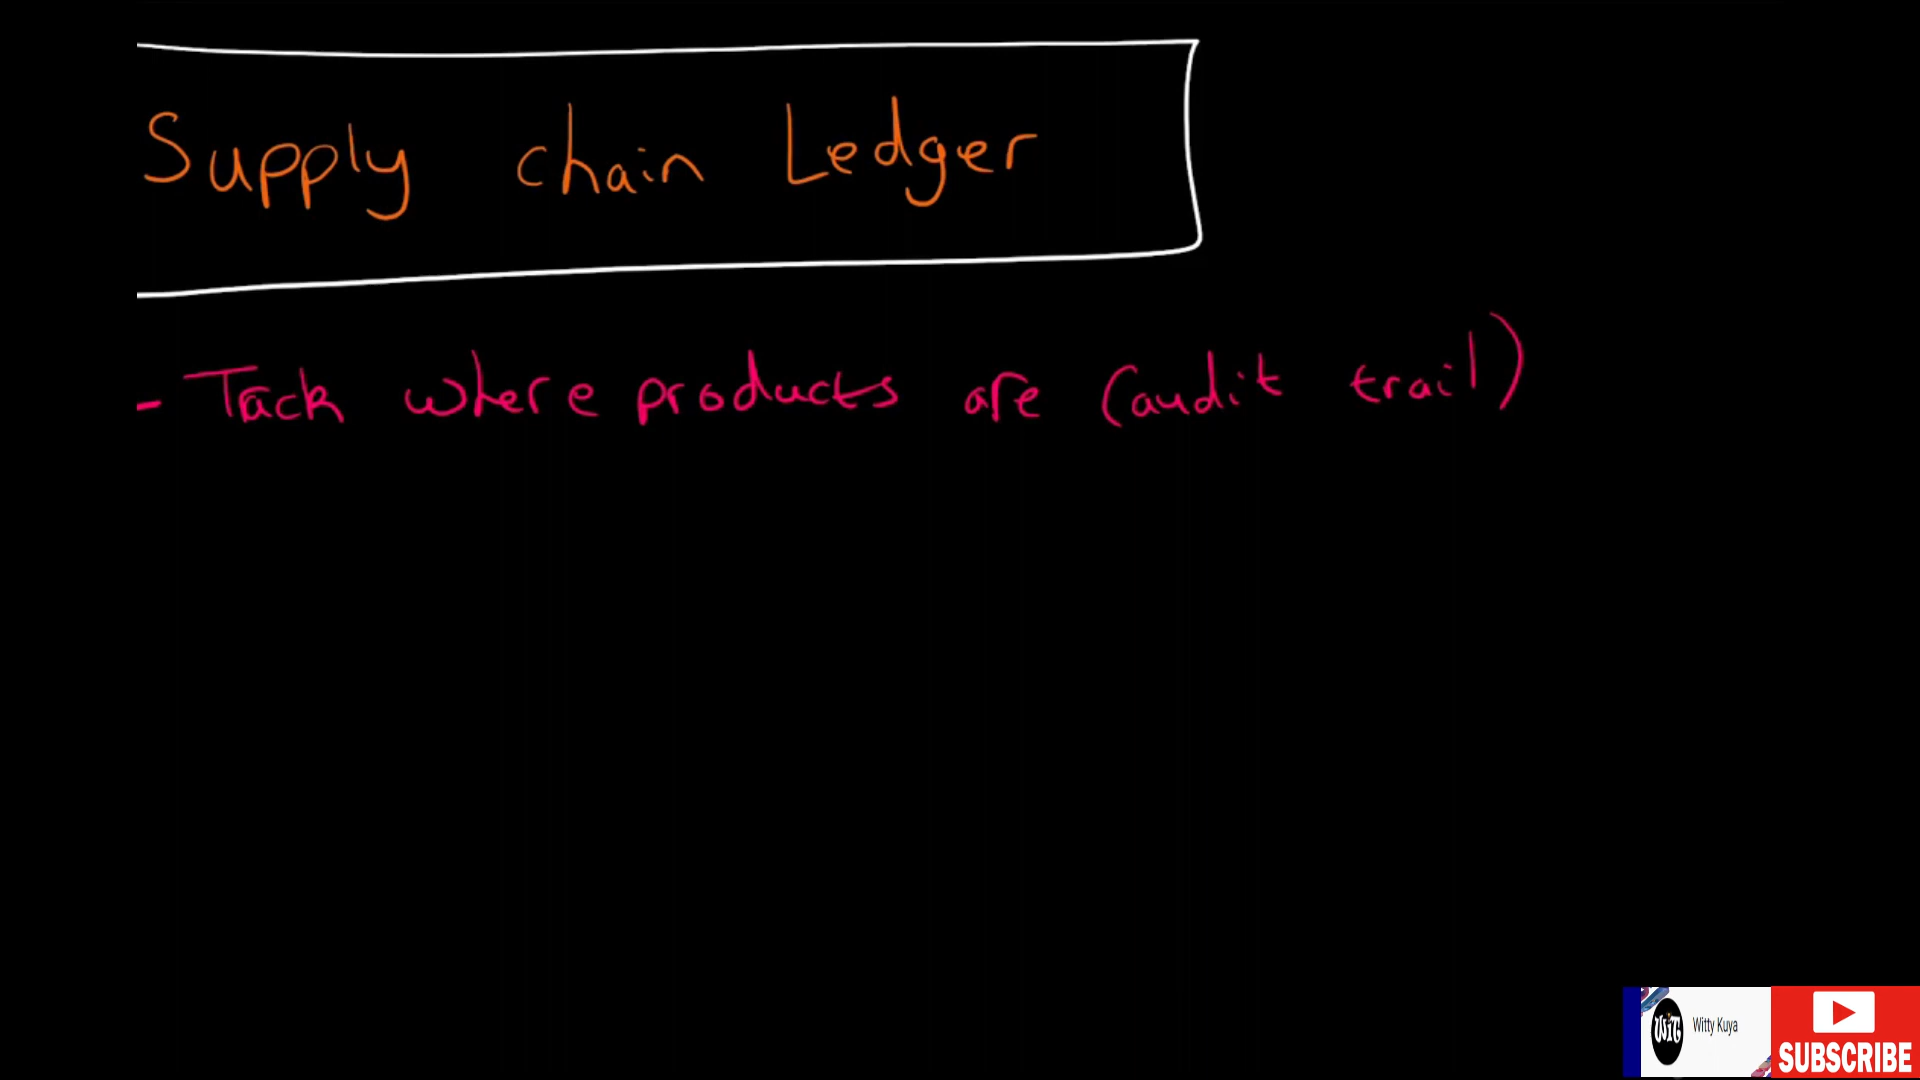 Supply chain Ledger
- Track where products are (audit trail)
Witty Kuya
SUBSCRIBE